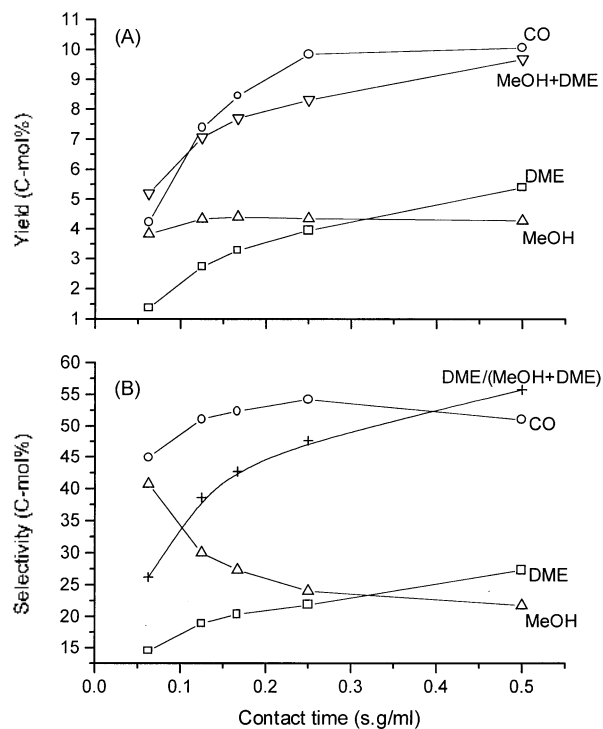 (A)
CO
MeOH+DME
DME
MeOH
Yield (C-mol%)
11
10
9
8
7
6
5
4
3
2
1
(B)
DME/(MeOH+DME)
CO
DME
MeOH
Selectivity (C-mol%)
60
55
50
45
40
35
30
25
20
15
0.0 0.1 0.2 0.3 0.4 0.5
Contact time (s.g/ml)